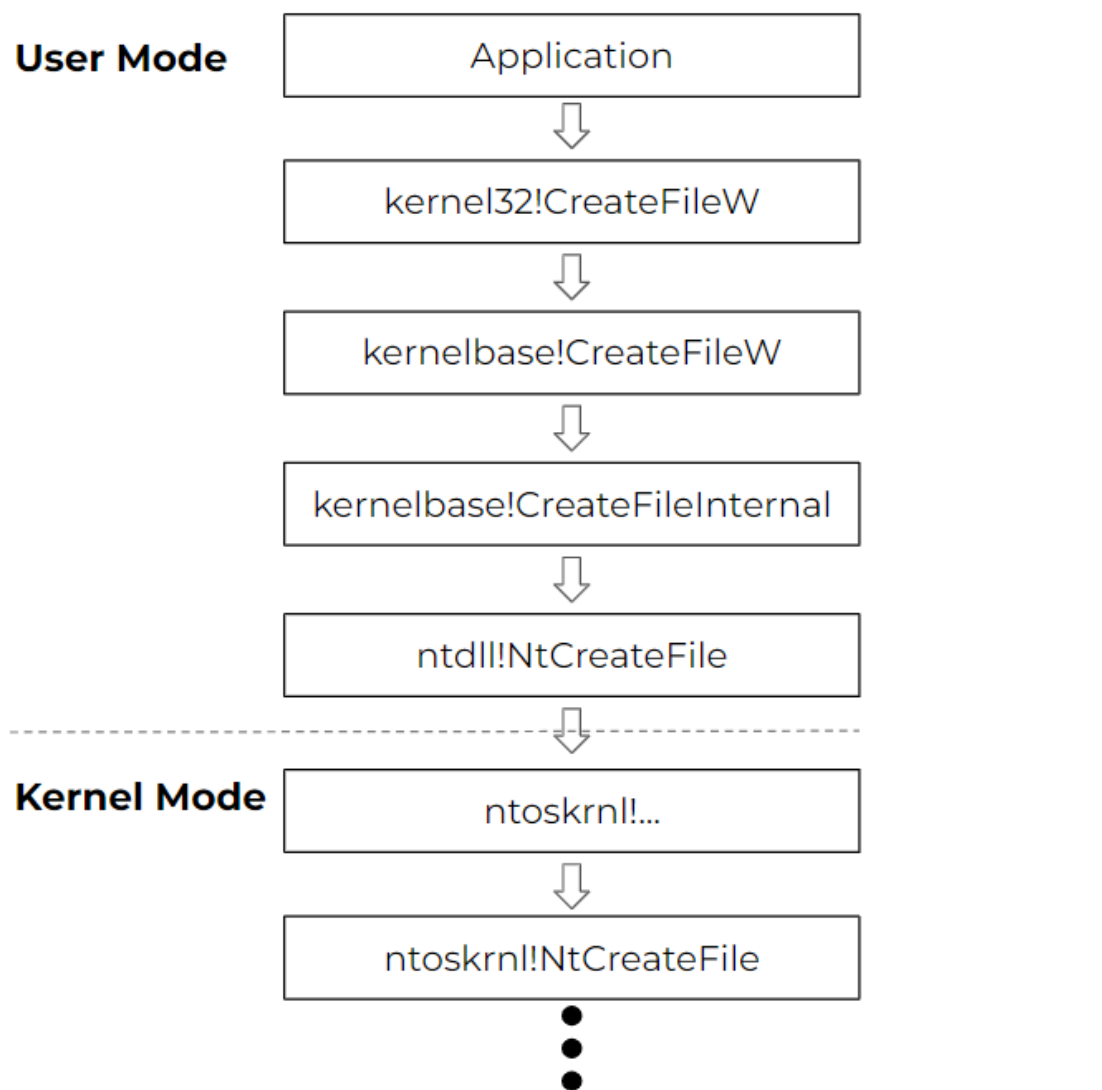 User Mode
Application
kernel32!CreateFileW
kernelbase!CreateFileW
kernelbase!CreateFileInternal
ntdll!NtCreateFile
Kernel Mode
ntoskrnl!...
ntoskrnl!NtCreateFile